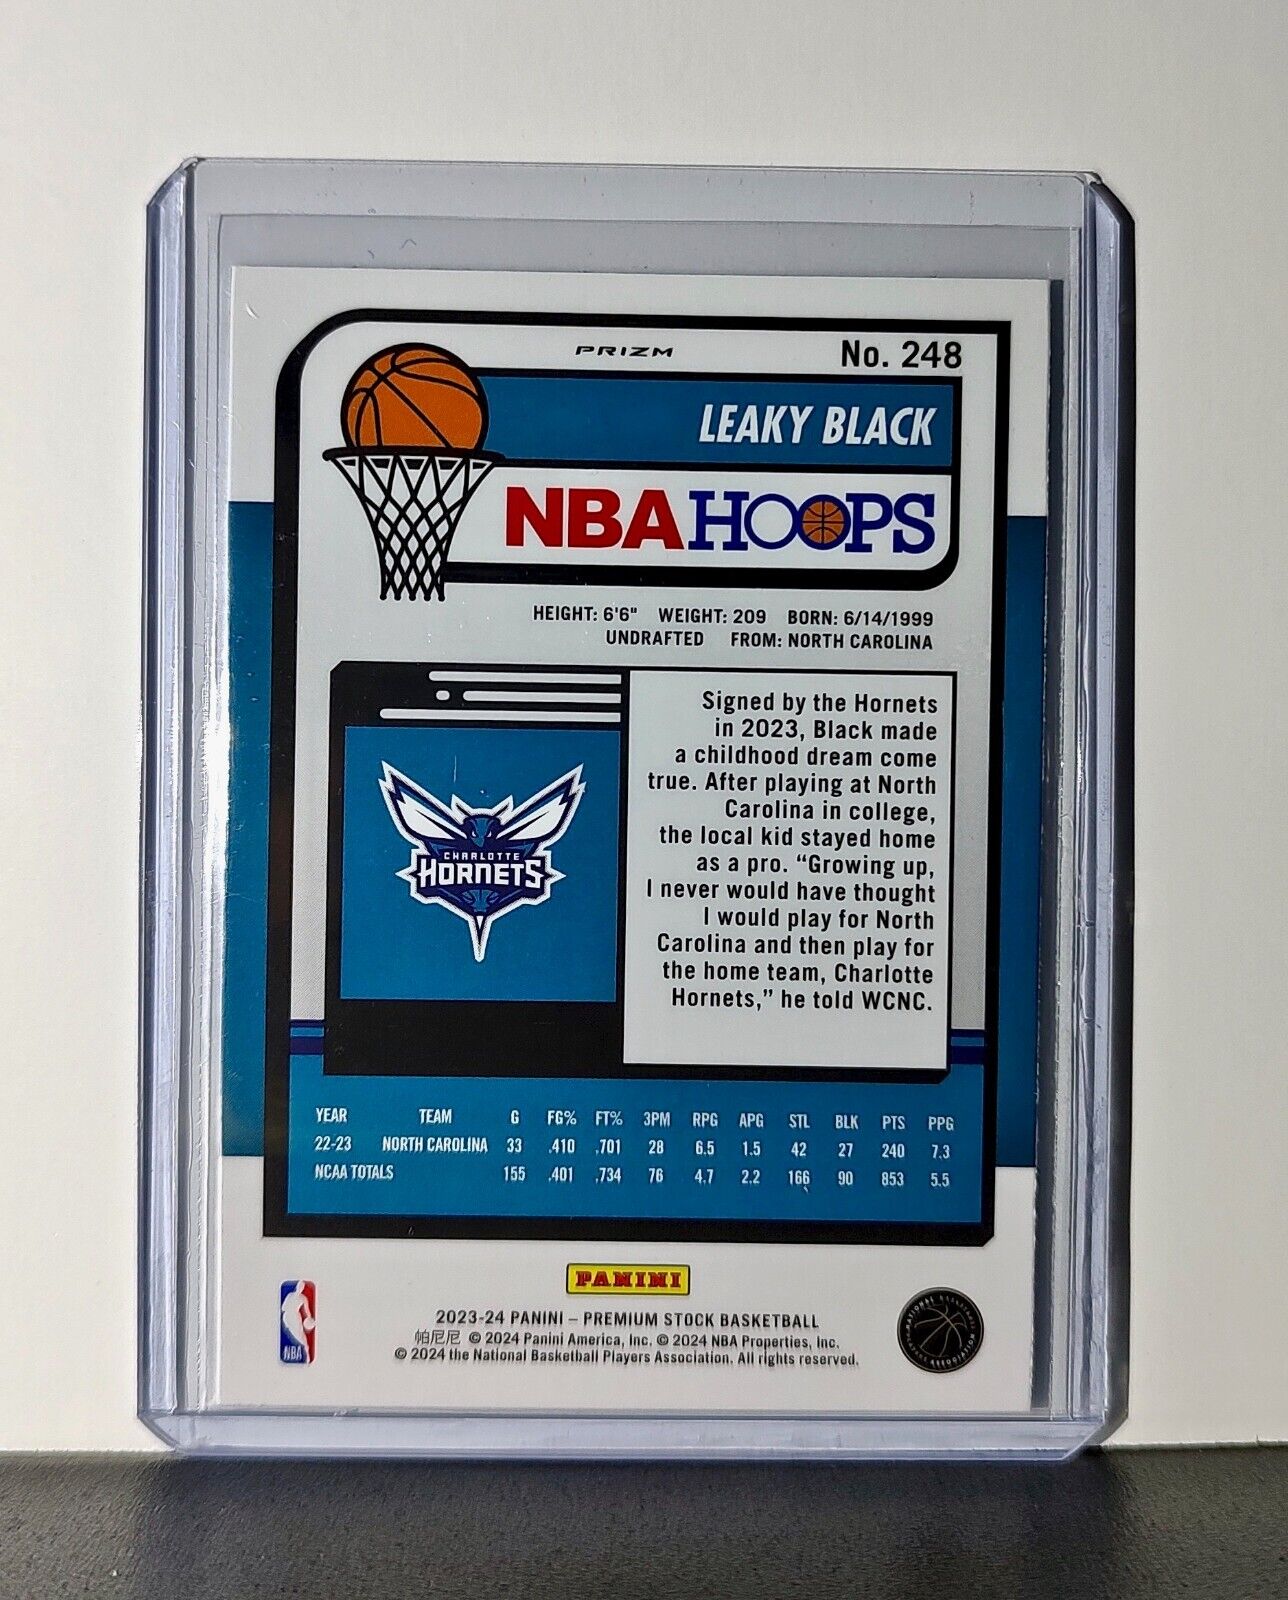 PRIZM No. 248
LEAKY BLACK
NBA HOOPS
HEIGHT: 6'6" WEIGHT: 209 BORN: 6/14/1999
UNDRAFTED FROM: NORTH CAROLINA
Signed by the Hornets
in 2023, Black made
a childhood dream come
true. After playing at North
Carolina in college,
the local kid stayed home
as a pro. “Growing up,
I never would have thought
I would play for North
Carolina and then play for
the home team, Charlotte
Hornets,” he told WCNC.
CHARLOTTE
HORNETS
YEAR TEAM G FG% FT% 3PM RPG APG STL BLK PTS PPG
22-23 NORTH CAROLINA 33 .410 .701 28 6.5 1.5 42 27 240 7.3
NCAA TOTALS 155 .401 .734 76 4.7 2.2 166 90 853 5.5
PANINI
2023-24 PANINI – PREMIUM STOCK BASKETBALL
帕尼尼 © 2024 Panini America, Inc. © 2024 NBA Properties, Inc.
© 2024 the National Basketball Players Association. All rights reserved.
NBA
NATIONAL BASKETBALL
PLAYERS ASSOCIATION